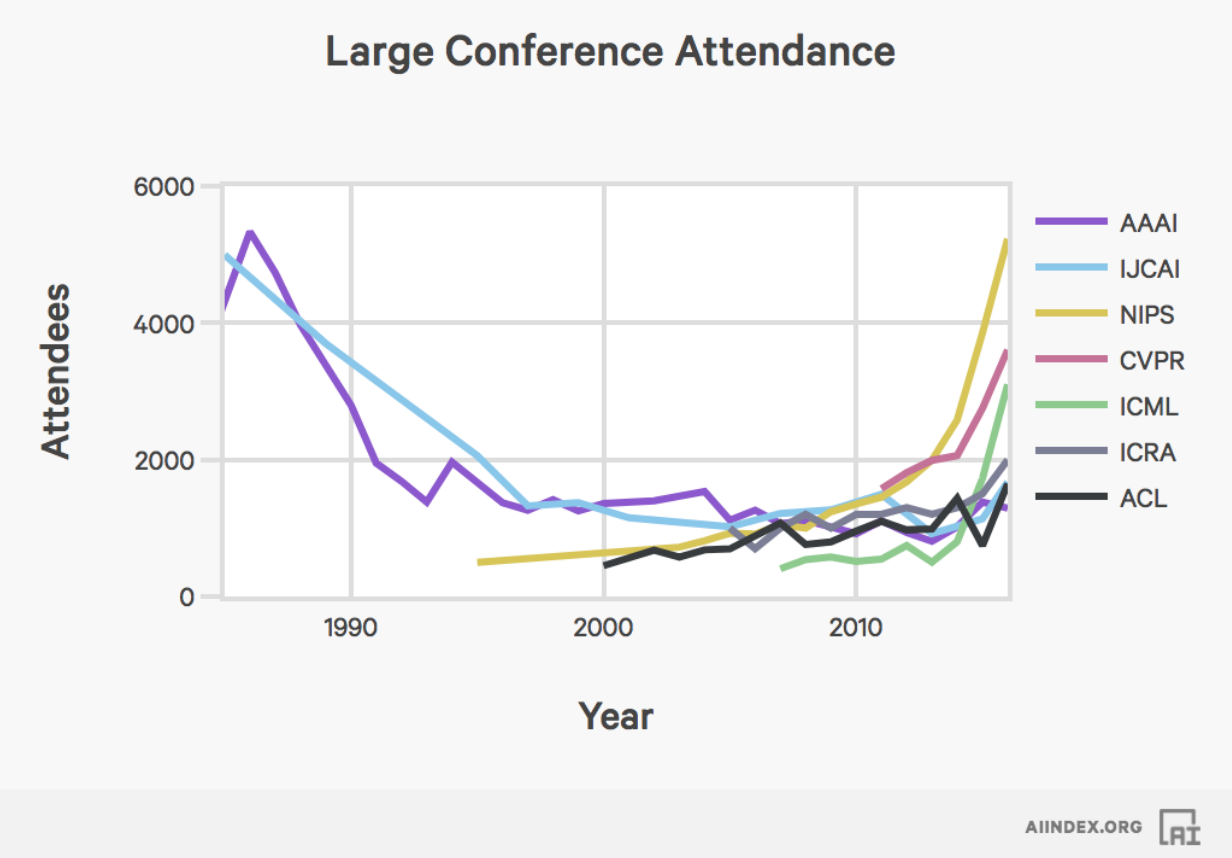 Large Conference Attendance
6000
4000
2000
0
Attendees
1990 2000 2010
Year
AAAI
IJCAI
NIPS
CVPR
ICML
ICRA
ACL
AIINDEX.ORG AI